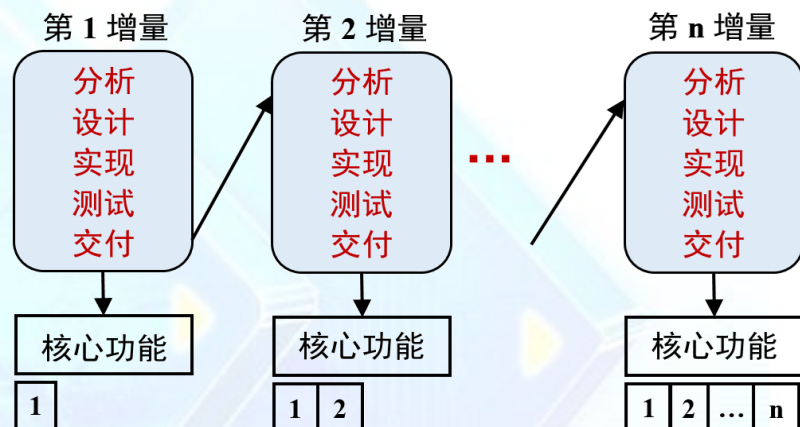 第 1 增量
分析
设计
实现
测试
交付
核心功能
1
第 2 增量
分析
设计
实现
测试
交付
核心功能
1 2
...
第 n 增量
分析
设计
实现
测试
交付
核心功能
1 2 ... n